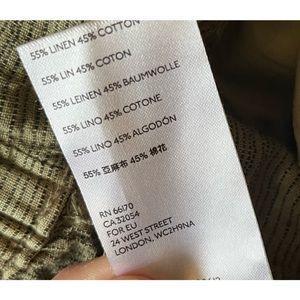 55% LINEN 45% COTTON
55% LIN 45% COTON
55% LEINEN 45% BAUMWOLLE
55% LINO 45% COTONE
55% LINO 45% ALGODÓN
55% 亞麻布 45% 棉花
RN 66170
CA 32054
FOR EU
24 WEST STREET
LONDON, WC2H9NA